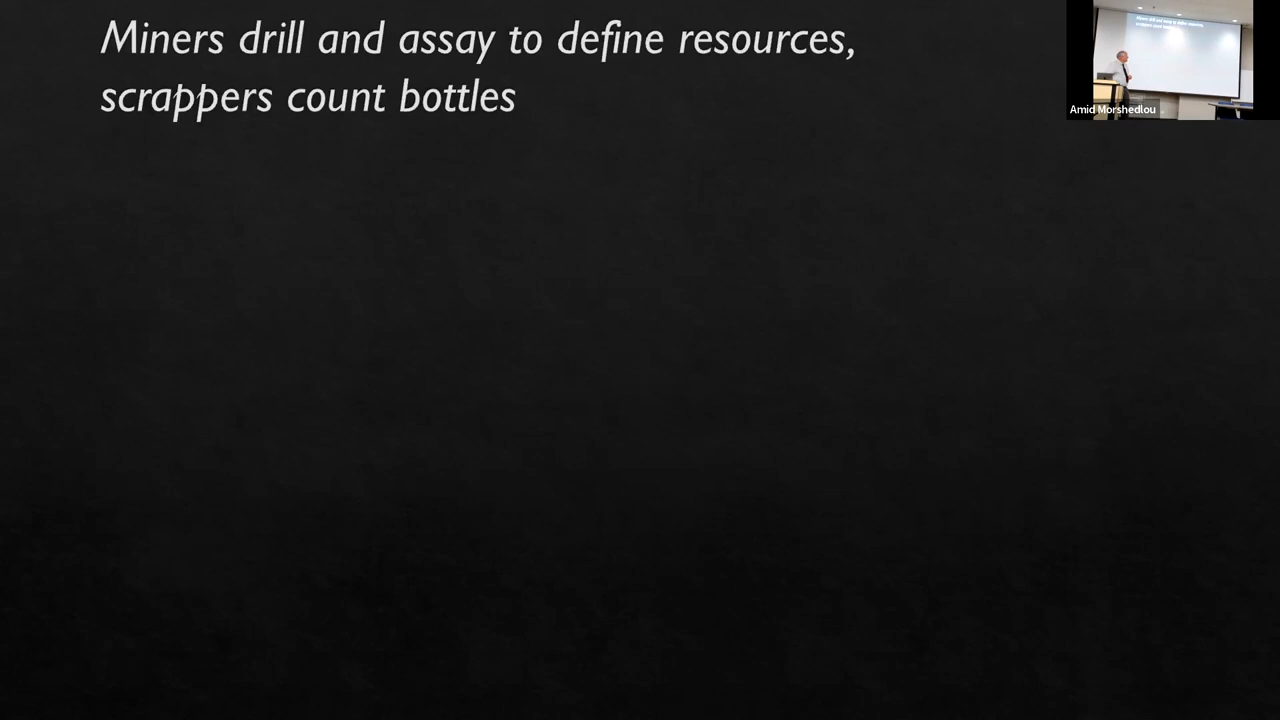 Miners drill and assay to define resources,
scrappers count bottles
Amid Morshedlou